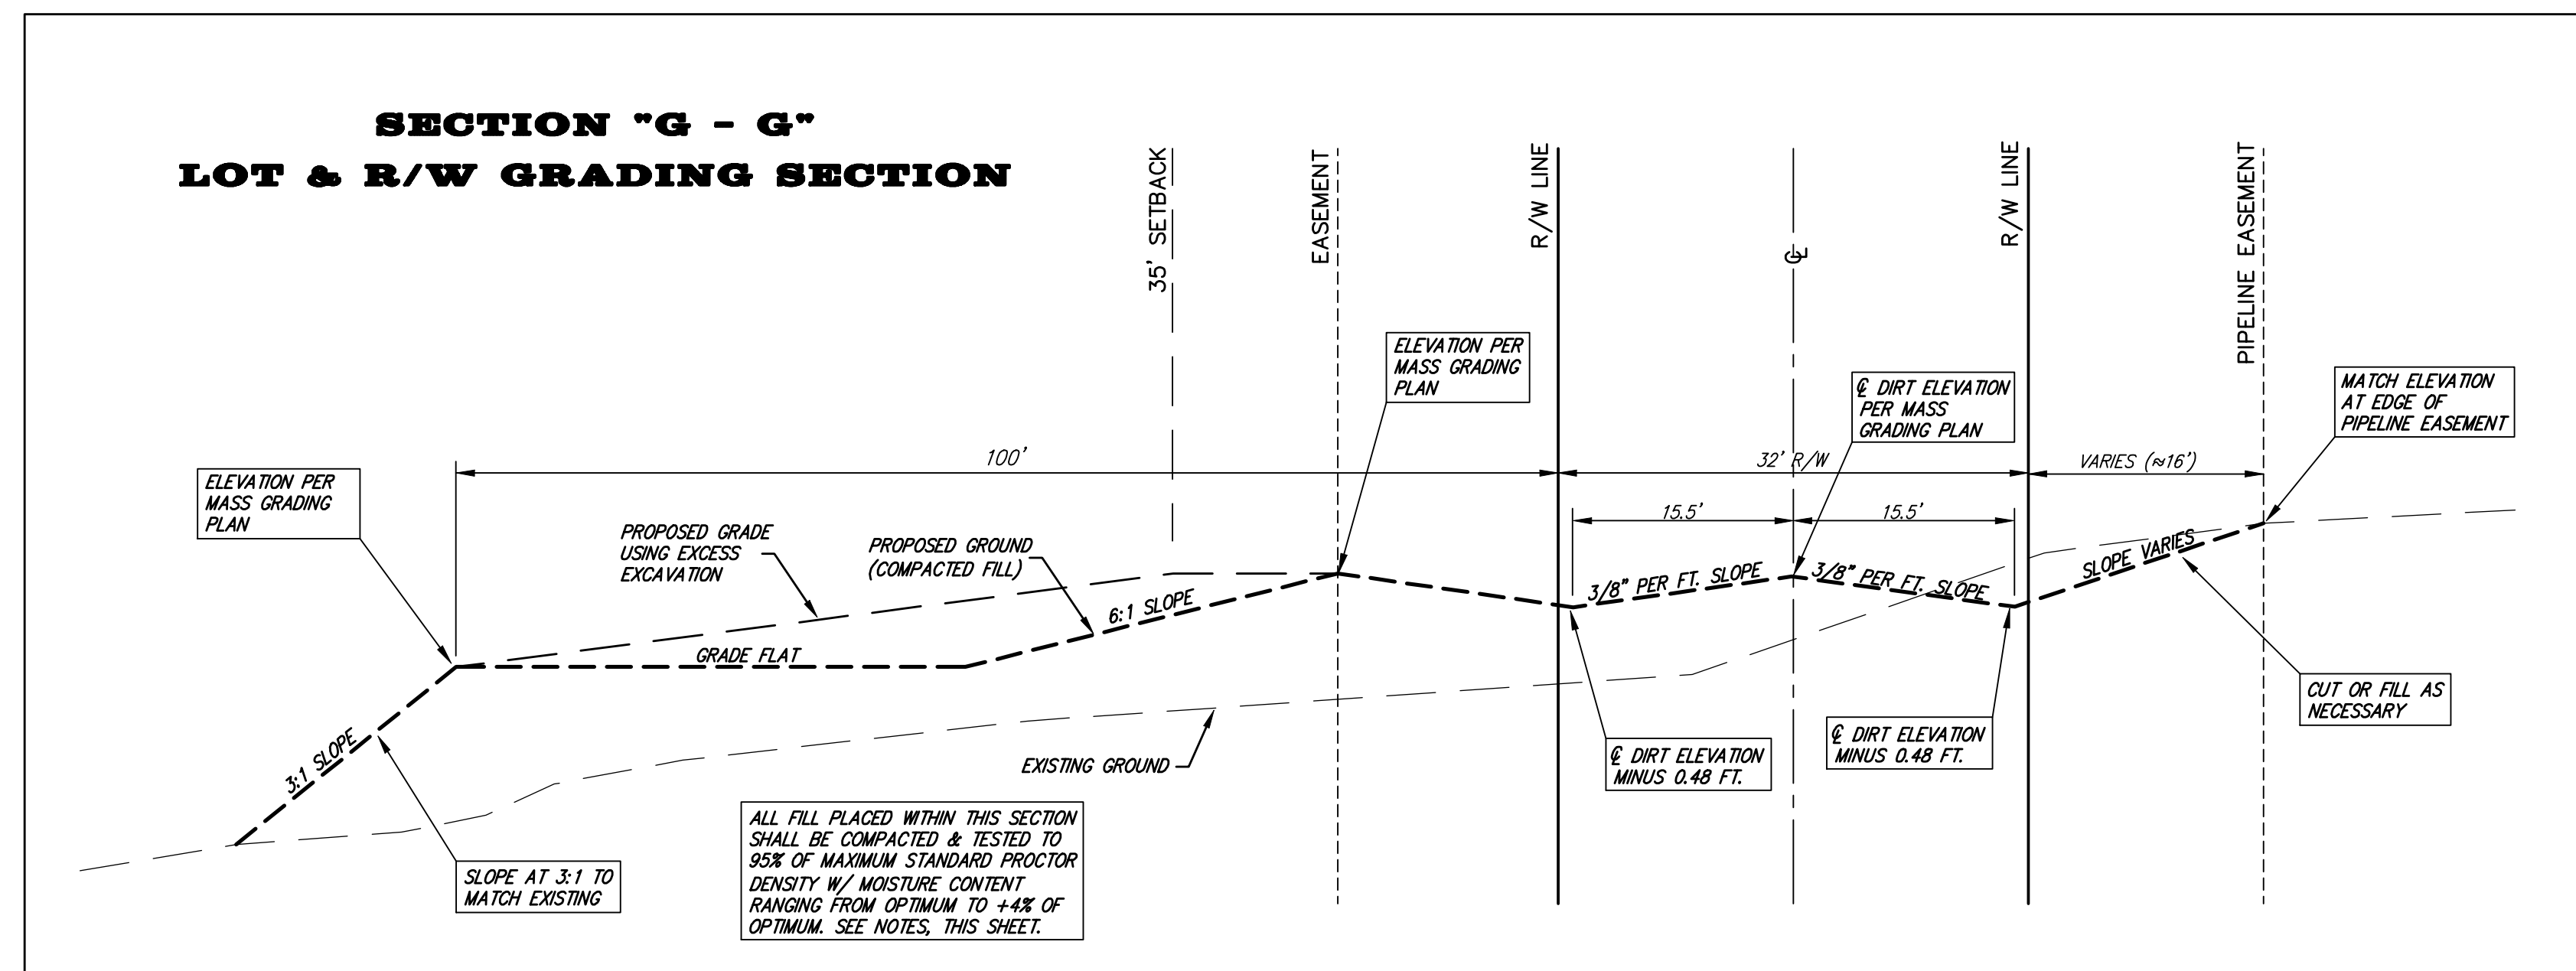 SECTION "G - G"
LOT & R/W GRADING SECTION
35' SETBACK
EASEMENT
R/W LINE
℄
R/W LINE
PIPELINE EASEMENT
ELEVATION PER
MASS GRADING
PLAN
℄ DIRT ELEVATION
PER MASS
GRADING PLAN
MATCH ELEVATION
AT EDGE OF
PIPELINE EASEMENT
100'
32' R/W
VARIES (≈16')
ELEVATION PER
MASS GRADING
PLAN
15.5'
15.5'
PROPOSED GRADE
USING EXCESS
EXCAVATION
PROPOSED GROUND
(COMPACTED FILL)
6:1 SLOPE
3/8" PER FT. SLOPE
3/8" PER FT. SLOPE
SLOPE VARIES
GRADE FLAT
3:1 SLOPE
CUT OR FILL AS
NECESSARY
EXISTING GROUND
℄ DIRT ELEVATION
MINUS 0.48 FT.
℄ DIRT ELEVATION
MINUS 0.48 FT.
SLOPE AT 3:1 TO
MATCH EXISTING
ALL FILL PLACED WITHIN THIS SECTION
SHALL BE COMPACTED & TESTED TO
95% OF MAXIMUM STANDARD PROCTOR
DENSITY W/ MOISTURE CONTENT
RANGING FROM OPTIMUM TO +4% OF
OPTIMUM. SEE NOTES, THIS SHEET.